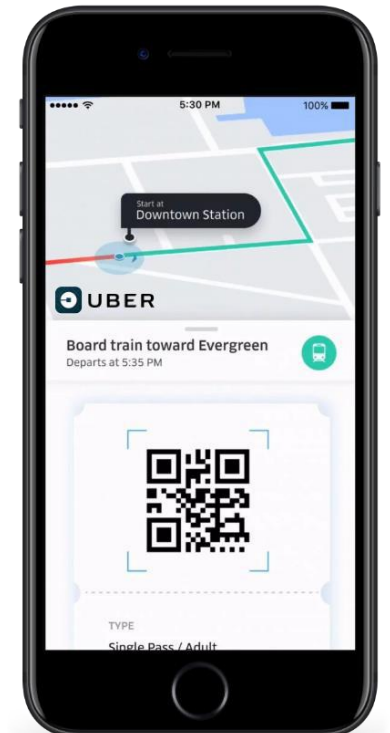 5:30 PM
100%
Start at
Downtown Station
UBER
Board train toward Evergreen
Departs at 5:35 PM
TYPE
Single Pass / Adult